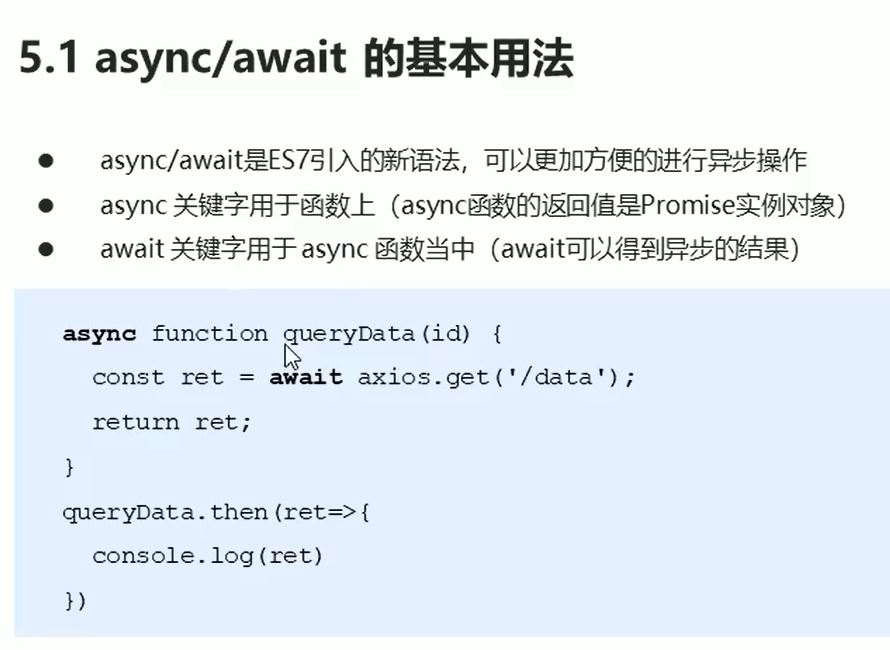 5.1 async/await 的基本用法
● async/await是ES7引入的新语法，可以更加方便的进行异步操作
● async 关键字用于函数上（async函数的返回值是Promise实例对象）
● await 关键字用于 async 函数当中（await可以得到异步的结果）
async function queryData(id) {
  const ret = await axios.get('/data');
  return ret;
}
queryData.then(ret=>{
  console.log(ret)
})